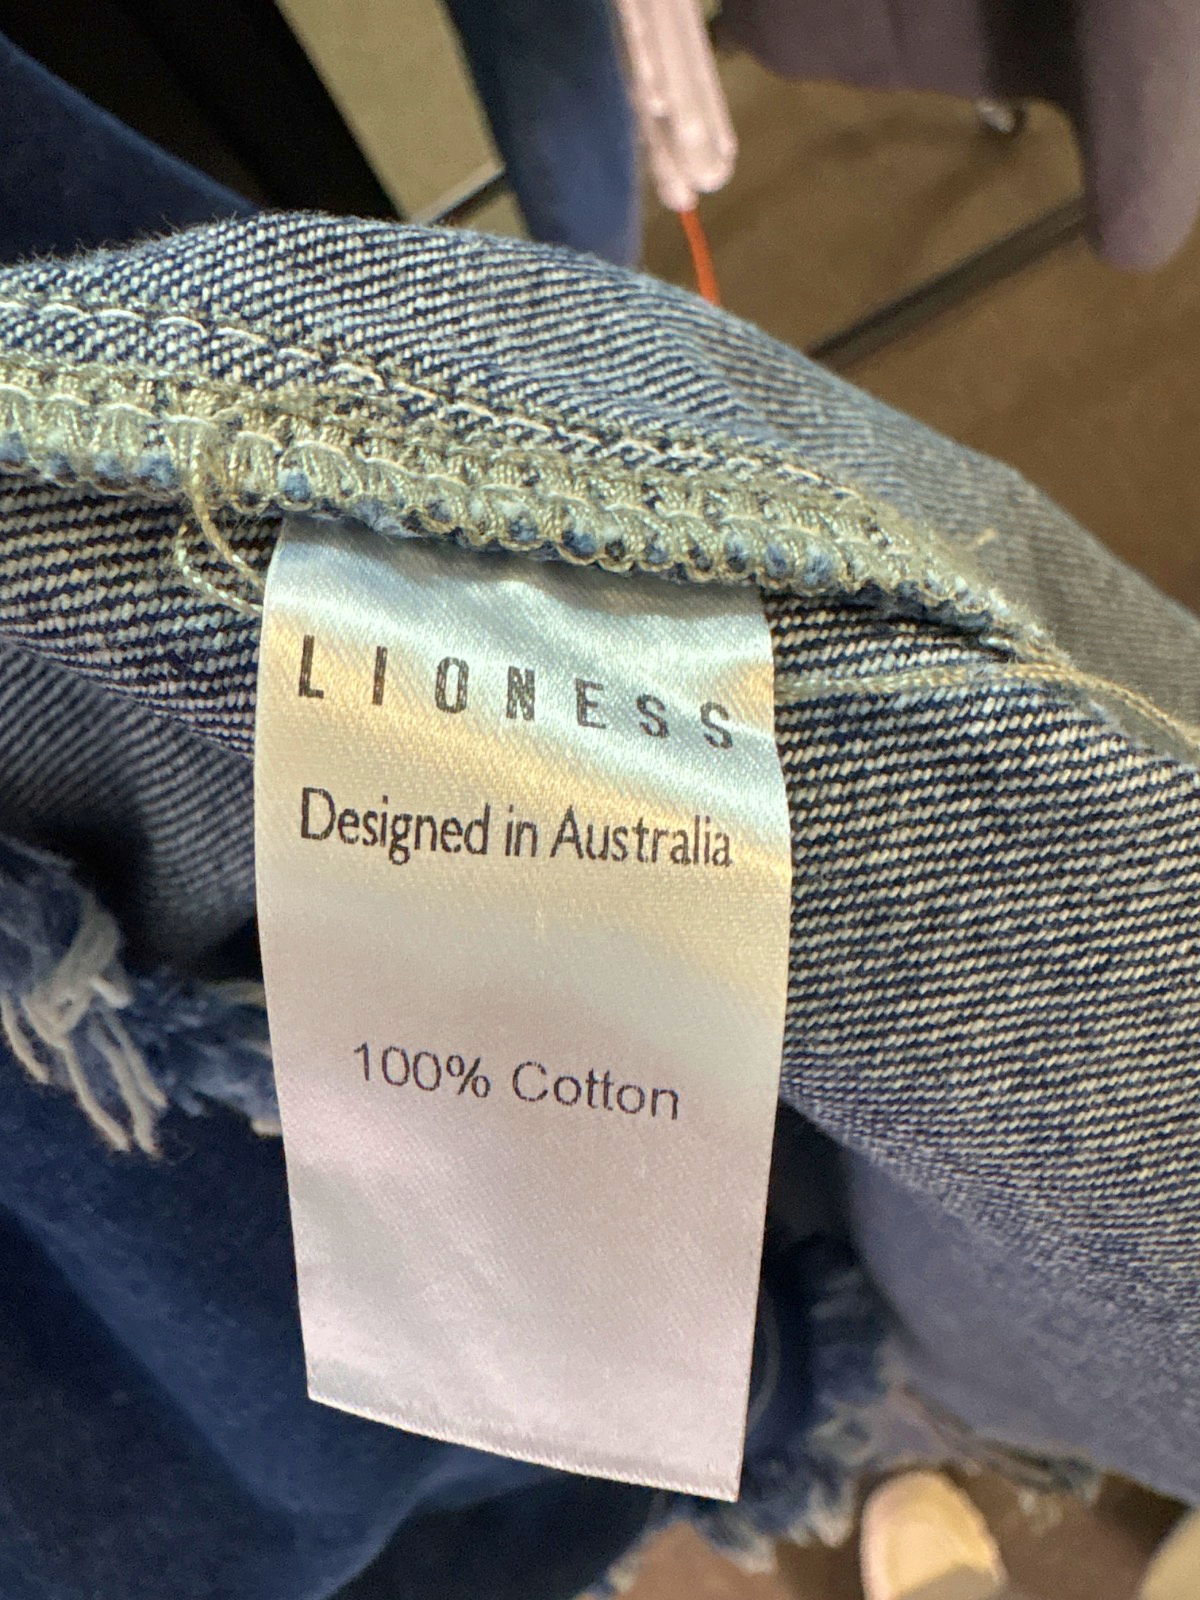 LIONESS
Designed in Australia
100% Cotton